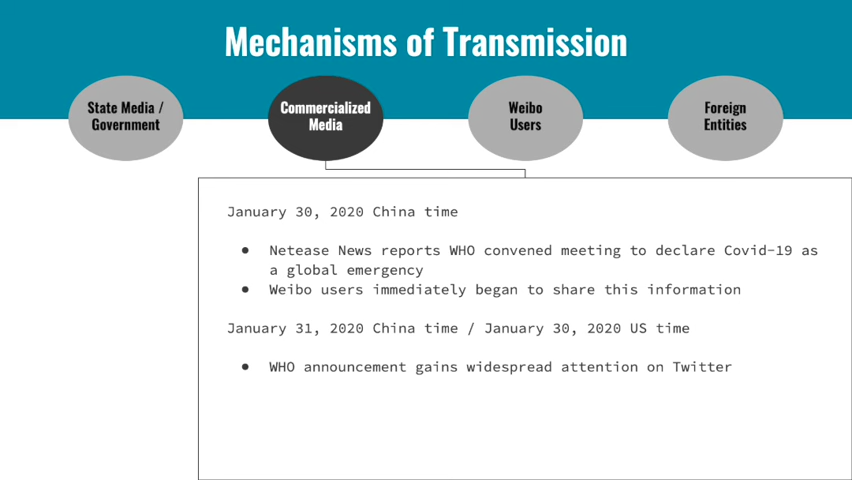 Mechanisms of Transmission
State Media /
Government
Commercialized
Media
Weibo
Users
Foreign
Entities
January 30, 2020 China time
● Netease News reports WHO convened meeting to declare Covid-19 as
a global emergency
● Weibo users immediately began to share this information
January 31, 2020 China time / January 30, 2020 US time
● WHO announcement gains widespread attention on Twitter